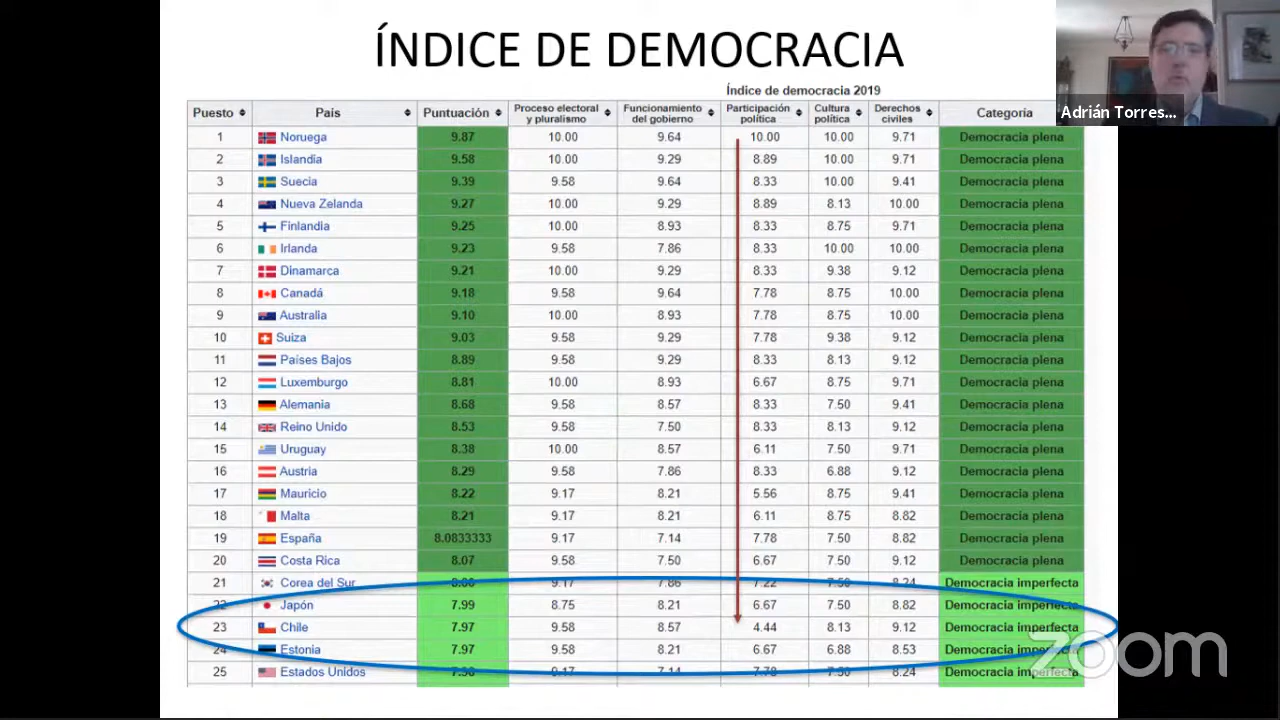 ÍNDICE DE DEMOCRACIA
Adrián Torres...
Índice de democracia 2019
Puesto País Puntuación Proceso electoral y pluralismo Funcionamiento del gobierno Participación política Cultura política Derechos civiles Categoria
1 Noruega 9.87 10.00 9.64 10.00 10.00 9.71 Democracia plena
2 Islandia 9.58 10.00 9.29 8.89 10.00 9.71 Democracia plena
3 Suecia 9.39 9.58 9.64 8.33 10.00 9.41 Democracia plena
4 Nueva Zelanda 9.27 10.00 9.29 8.89 8.13 10.00 Democracia plena
5 Finlandia 9.25 10.00 8.93 8.33 8.75 9.71 Democracia plena
6 Irlanda 9.23 9.58 7.86 8.33 10.00 10.00 Democracia plena
7 Dinamarca 9.21 10.00 9.29 8.33 9.38 9.12 Democracia plena
8 Canadá 9.18 9.58 9.64 7.78 8.75 10.00 Democracia plena
9 Australia 9.10 10.00 8.93 7.78 8.75 10.00 Democracia plena
10 Suiza 9.03 9.58 9.29 7.78 9.38 9.12 Democracia plena
11 Países Bajos 8.89 9.58 9.29 8.33 8.13 9.12 Democracia plena
12 Luxemburgo 8.81 10.00 8.93 6.67 8.75 9.71 Democracia plena
13 Alemania 8.68 9.58 8.57 8.33 7.50 9.41 Democracia plena
14 Reino Unido 8.53 9.58 7.50 8.33 8.13 9.12 Democracia plena
15 Uruguay 8.38 10.00 8.57 6.11 7.50 9.71 Democracia plena
16 Austria 8.29 9.58 7.86 8.33 6.88 9.12 Democracia plena
17 Mauricio 8.22 9.17 8.21 5.56 8.75 9.41 Democracia plena
18 Malta 8.21 9.17 8.21 6.11 8.75 8.82 Democracia plena
19 España 8.0833333 9.17 7.14 7.78 7.50 8.82 Democracia plena
20 Costa Rica 8.07 9.58 7.50 6.67 7.50 9.12 Democracia plena
21 Corea del Sur 8.00 9.17 7.86 7.22 7.50 8.24 Democracia imperfecta
22 Japón 7.99 8.75 8.21 6.67 7.50 8.82 Democracia imperfecta
23 Chile 7.97 9.58 8.57 4.44 8.13 9.12 Democracia imperfecta
24 Estonia 7.97 9.58 8.21 6.67 6.88 8.53 Democracia imperfecta
25 Estados Unidos 7.96 9.17 7.14 7.78 7.50 8.24 Democracia imperfecta
zoom